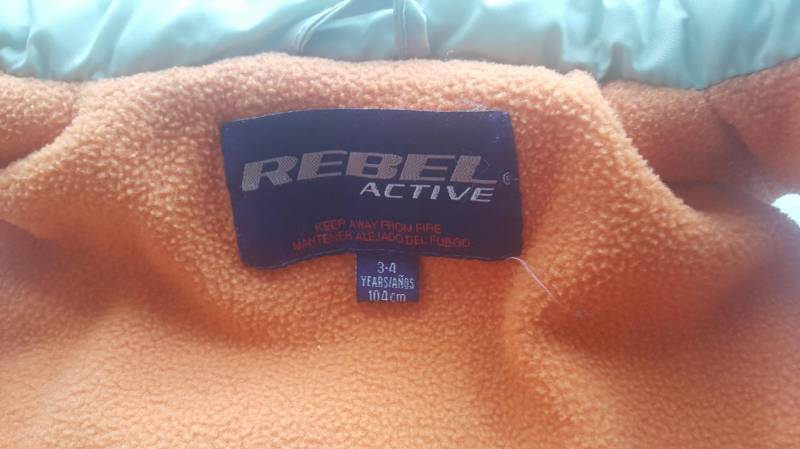 REBEL®
ACTIVE
KEEP AWAY FROM FIRE
MANTENER ALEJADO DEL FUEGO
3-4
YEARS/AÑOS
104cm